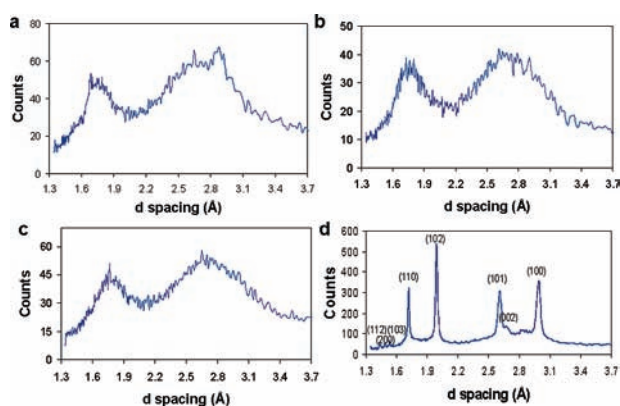 a
80
60
40
20
0
Counts
1.3 1.6 1.9 2.2 2.5 2.8 3.1 3.4 3.7
d spacing (Å)
b
50
40
30
20
10
0
Counts
1.3 1.6 1.9 2.2 2.5 2.8 3.1 3.4 3.7
d spacing (Å)
c
60
45
30
15
0
Counts
1.3 1.6 1.9 2.2 2.5 2.8 3.1 3.4 3.7
d spacing (Å)
d
600
500
400
300
200
100
0
Counts
(102)
(110)
(101)
(100)
(002)
(112) (103)
(200)
1.3 1.6 1.9 2.2 2.5 2.8 3.1 3.4 3.7
d spacing (Å)